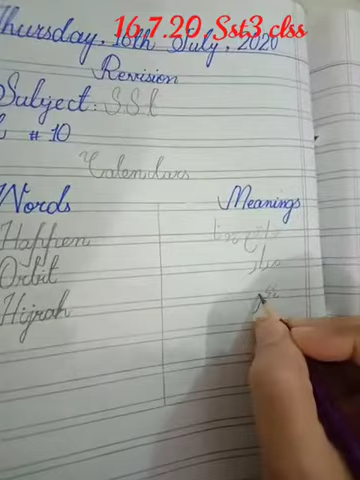 16.7.20 Sst3 clss
Thursday, 16th July, 2020
Revision
Subject: S.St
# 10
Calendars
Words Meanings
Happen
Orbit مدار
Hijrah